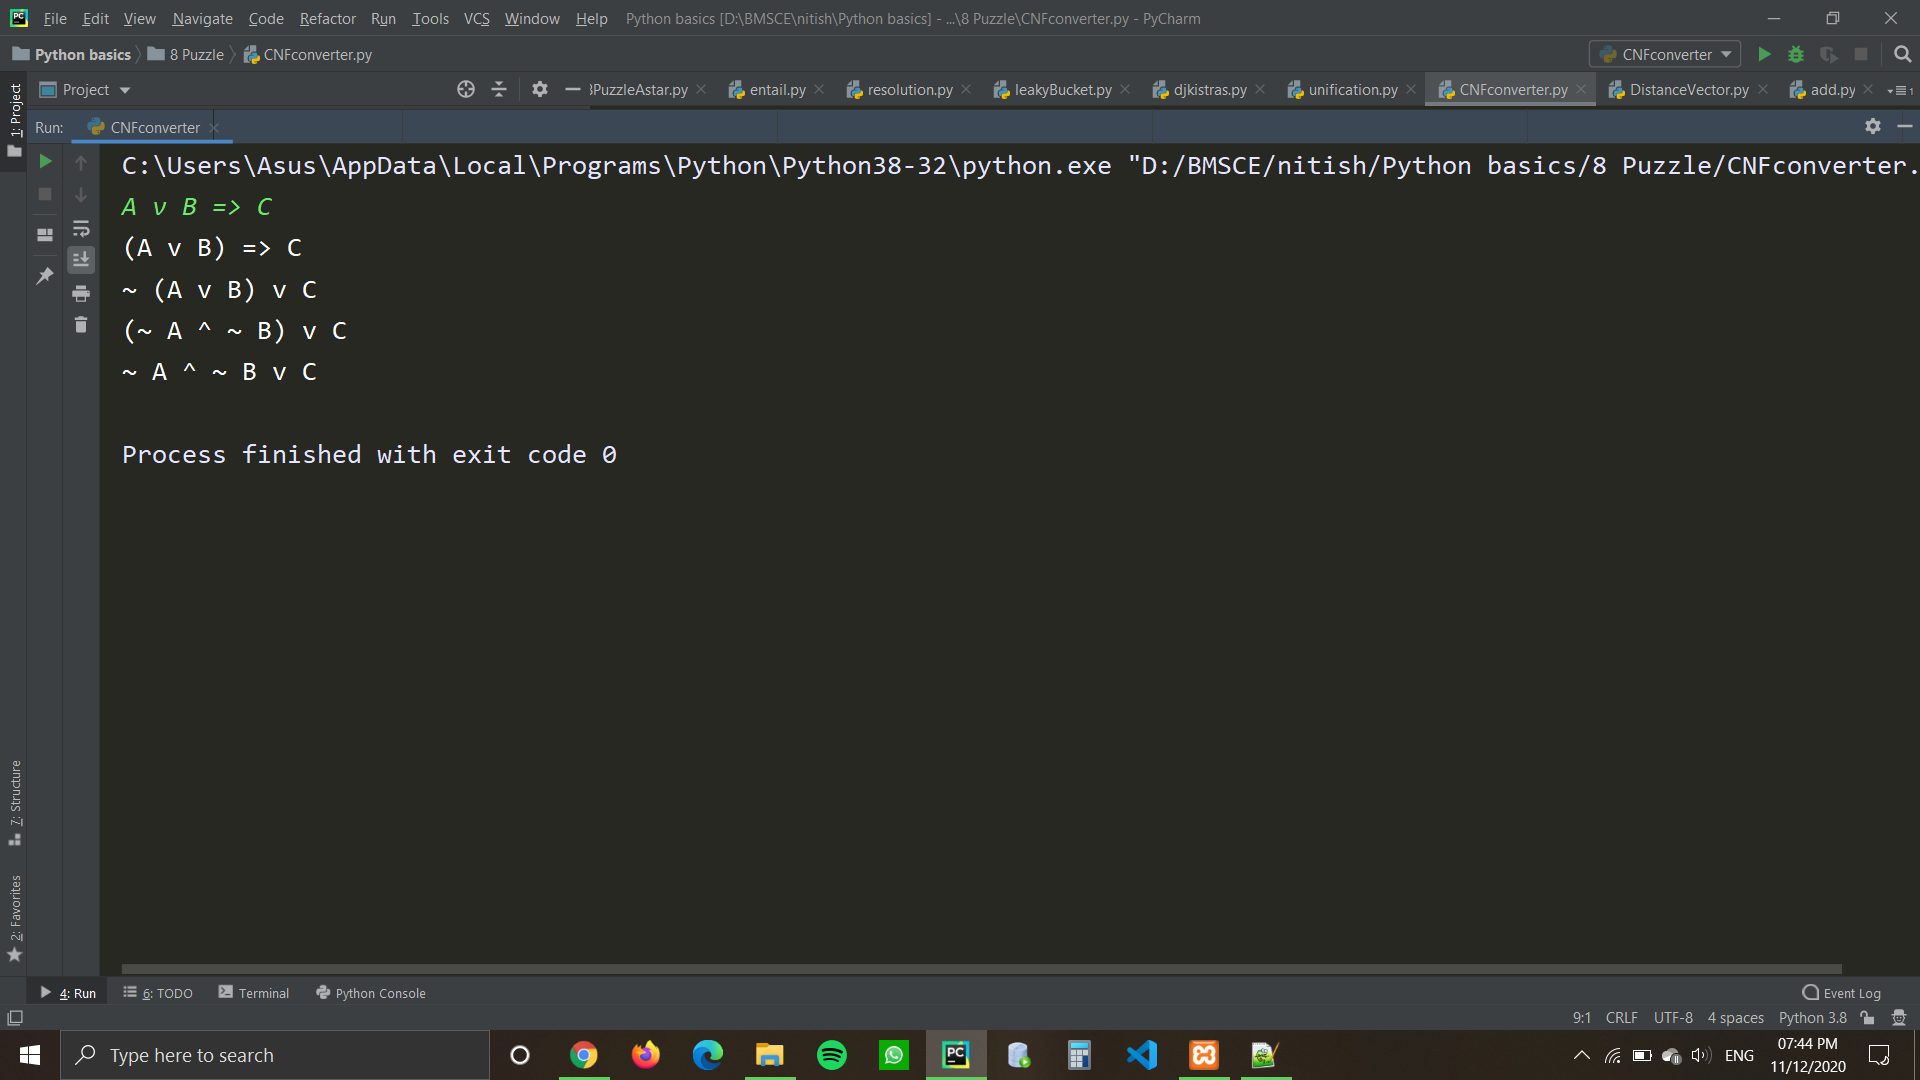 File Edit View Navigate Code Refactor Run Tools VCS Window Help Python basics [D:\BMSCE\nitish\Python basics] - ...\8 Puzzle\CNFconverter.py - PyCharm
Python basics 8 Puzzle CNFconverter.py CNFconverter
Project PuzzleAstar.py entail.py resolution.py leakyBucket.py djkistras.py unification.py CNFconverter.py DistanceVector.py add.py 1
1: Project
Run: CNFconverter
C:\Users\Asus\AppData\Local\Programs\Python\Python38-32\python.exe "D:/BMSCE/nitish/Python basics/8 Puzzle/CNFconverter.
A v B => C
(A v B) => C
~ (A v B) v C
(~ A ^ ~ B) v C
~ A ^ ~ B v C
Process finished with exit code 0
7: Structure
2: Favorites
4: Run 6: TODO Terminal Python Console Event Log
9:1 CRLF UTF-8 4 spaces Python 3.8
Type here to search
ENG
07:44 PM
11/12/2020